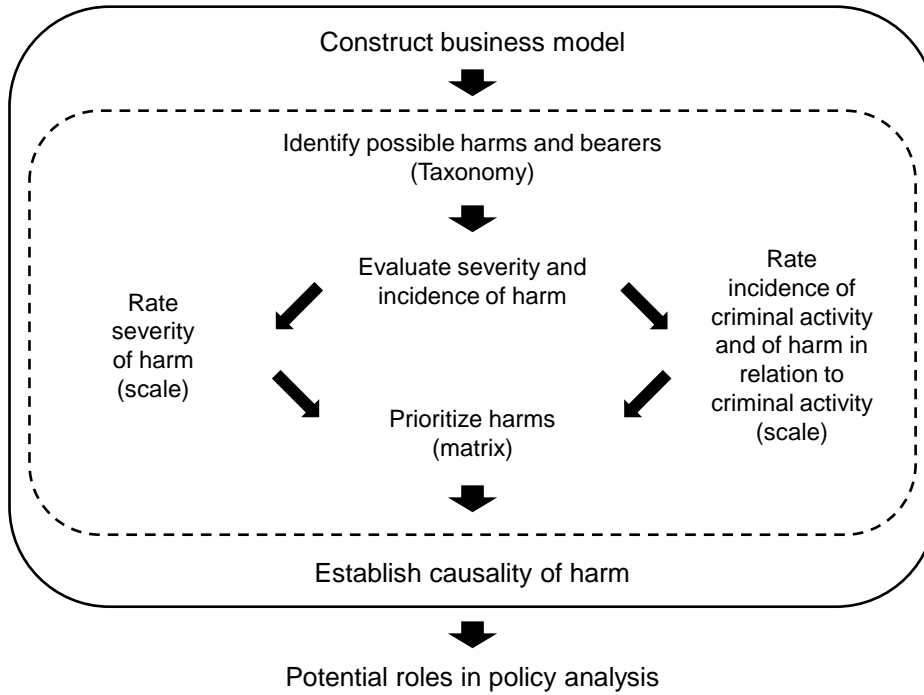 Construct business model
Identify possible harms and bearers
(Taxonomy)
Evaluate severity and
incidence of harm
Rate
severity
of harm
(scale)
Rate
incidence of
criminal activity
and of harm in
relation to
criminal activity
(scale)
Prioritize harms
(matrix)
Establish causality of harm
Potential roles in policy analysis